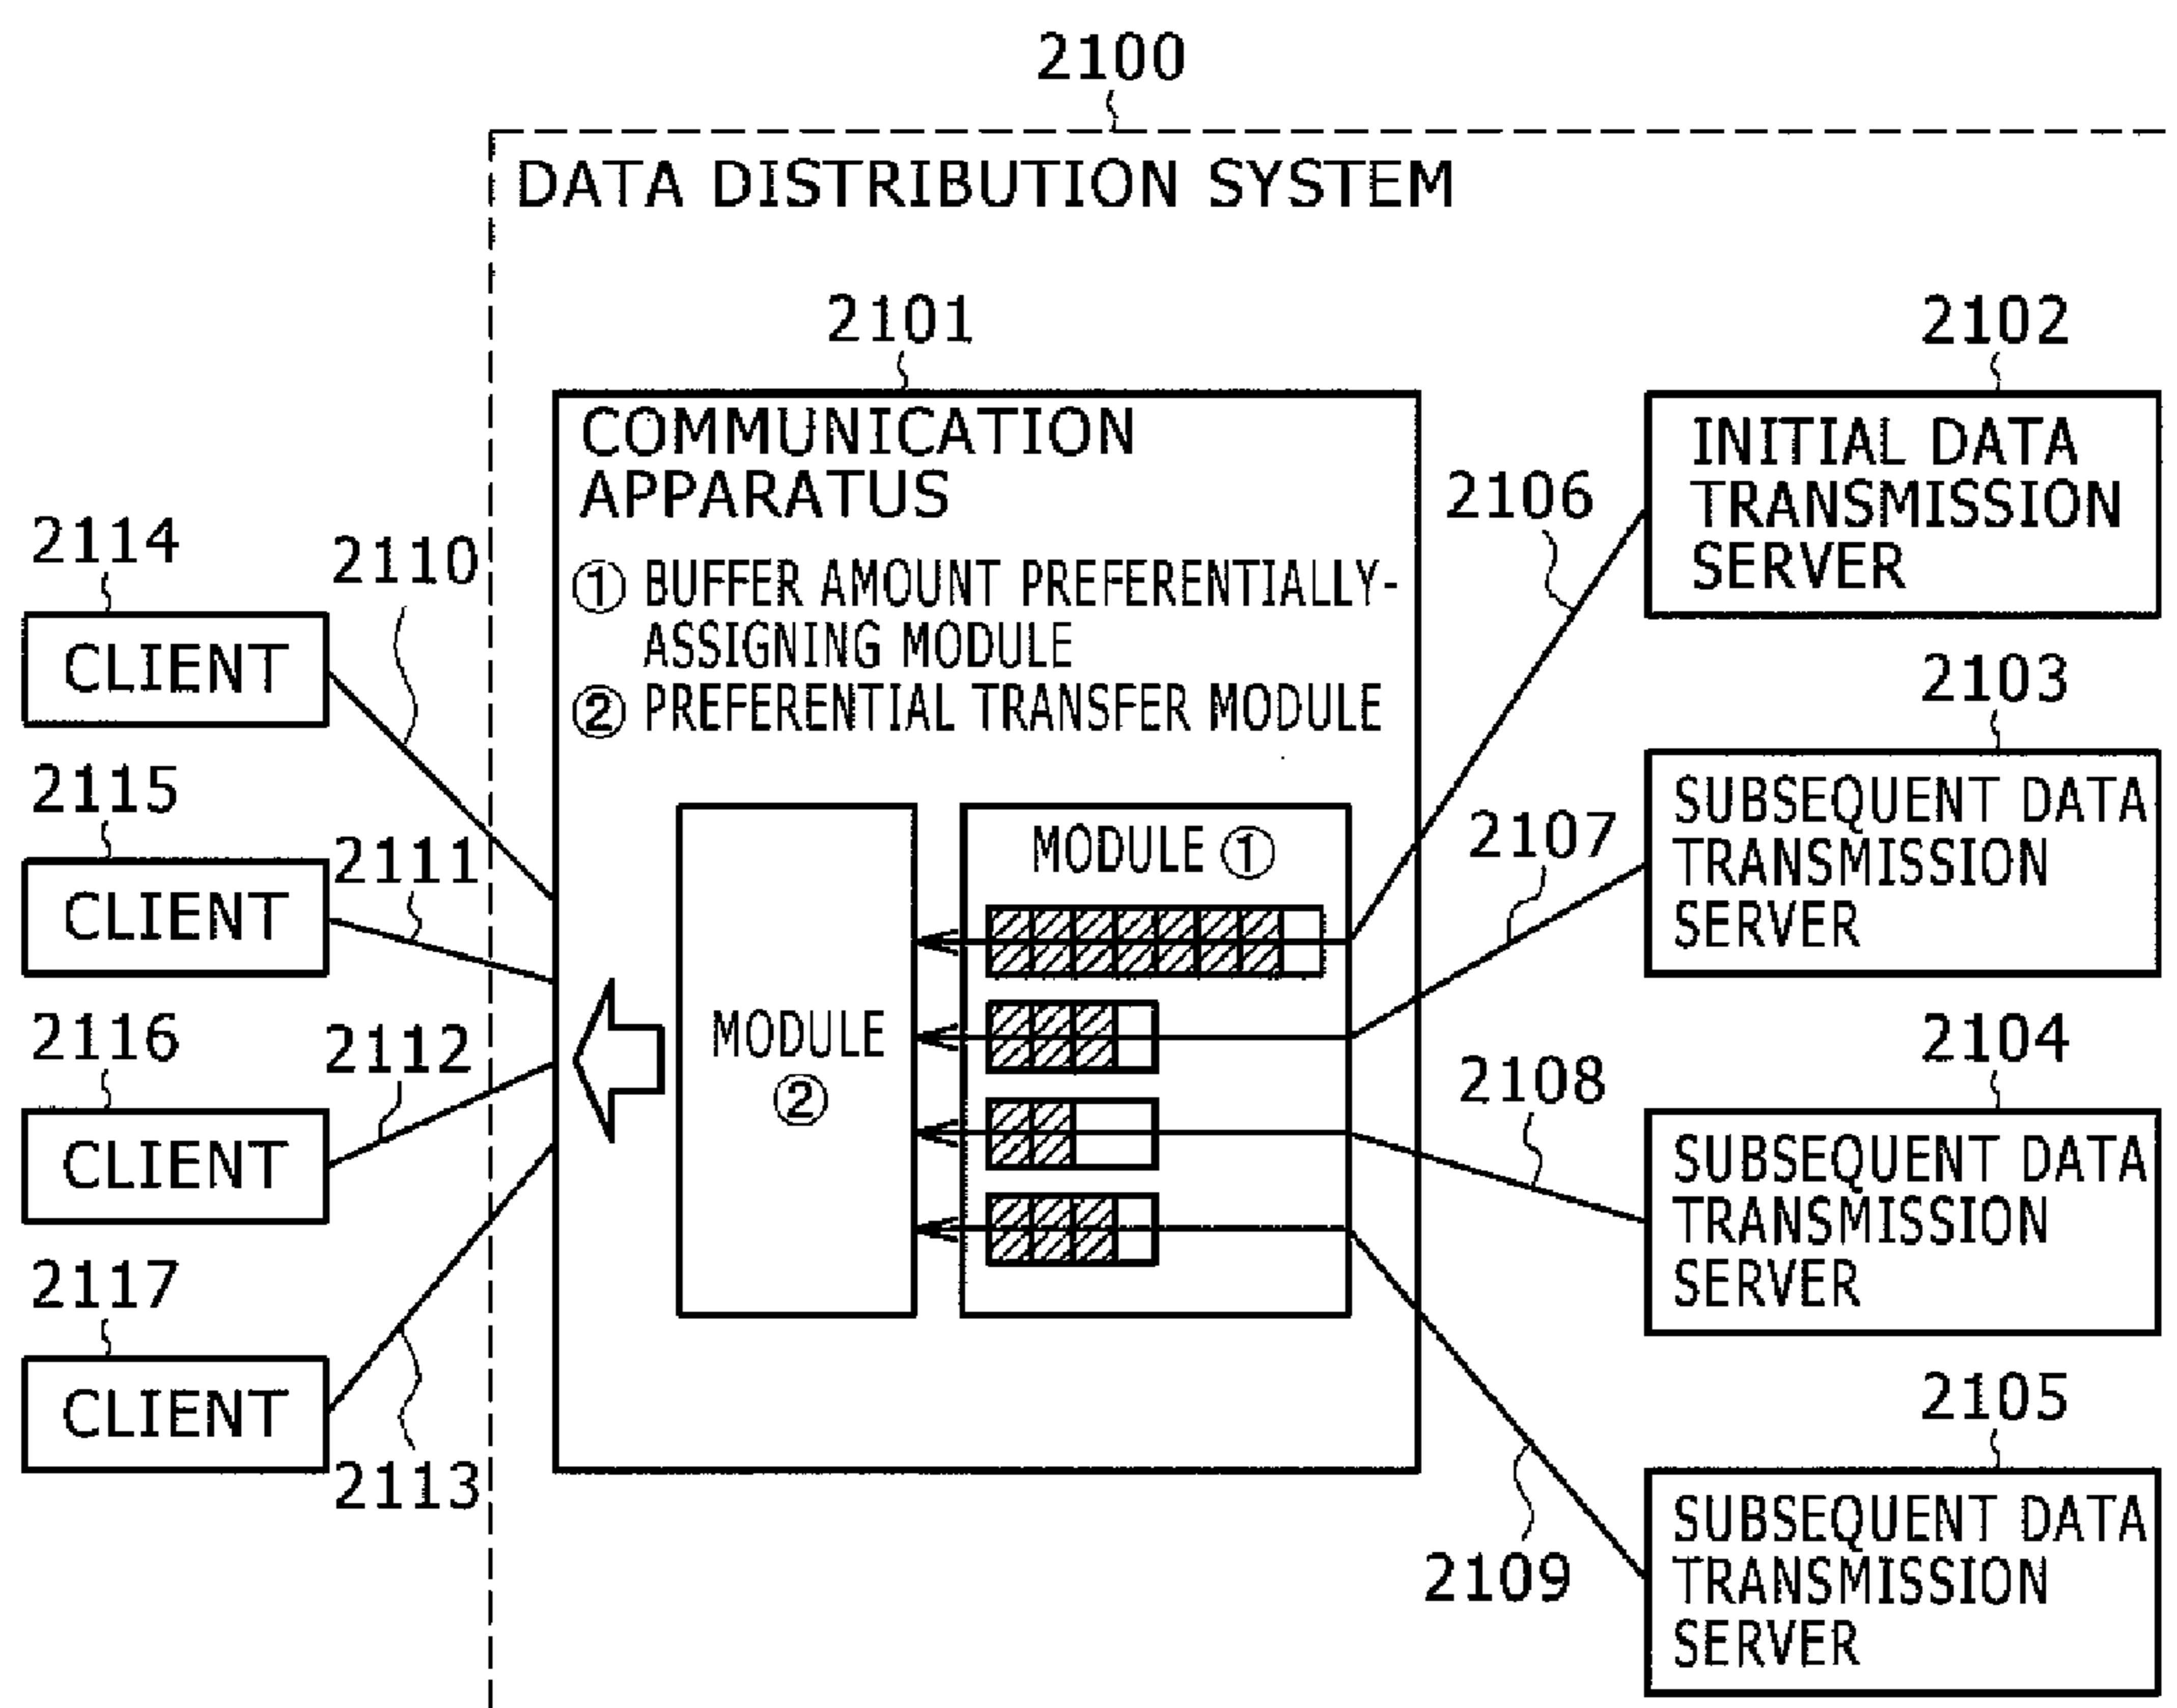 2100
DATA DISTRIBUTION SYSTEM
2101
COMMUNICATION
APPARATUS
① BUFFER AMOUNT PREFERENTIALLY-
ASSIGNING MODULE
② PREFERENTIAL TRANSFER MODULE
2114
CLIENT
2110
2115
CLIENT
2111
2116
CLIENT
2112
2117
CLIENT
2113
MODULE
②
MODULE ①
2106
2107
2108
2109
2102
INITIAL DATA
TRANSMISSION
SERVER
2103
SUBSEQUENT DATA
TRANSMISSION
SERVER
2104
SUBSEQUENT DATA
TRANSMISSION
SERVER
2105
SUBSEQUENT DATA
TRANSMISSION
SERVER